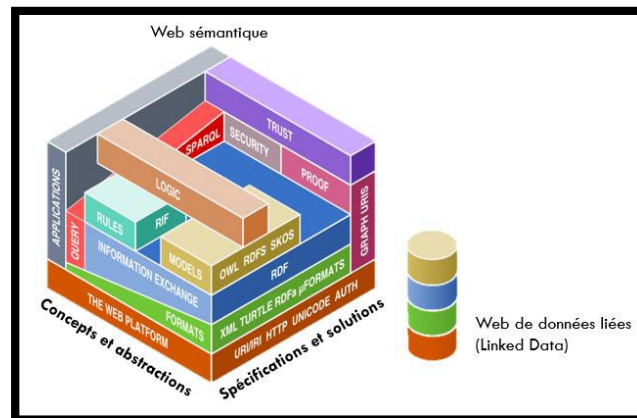 Web sémantique
TRUST
SPARQL
SECURITY
PROOF
LOGIC
APPLICATIONS
GRAPH URIS
RULES
RIF
QUERY
MODELS
OWL RDFS SKOS
INFORMATION EXCHANGE
RDF
FORMATS
XML TURTLE RDFa µFORMATS
THE WEB PLATFORM
URI/IRI HTTP UNICODE AUTH
Concepts et abstractions
Spécifications et solutions
Web de données liées
(Linked Data)